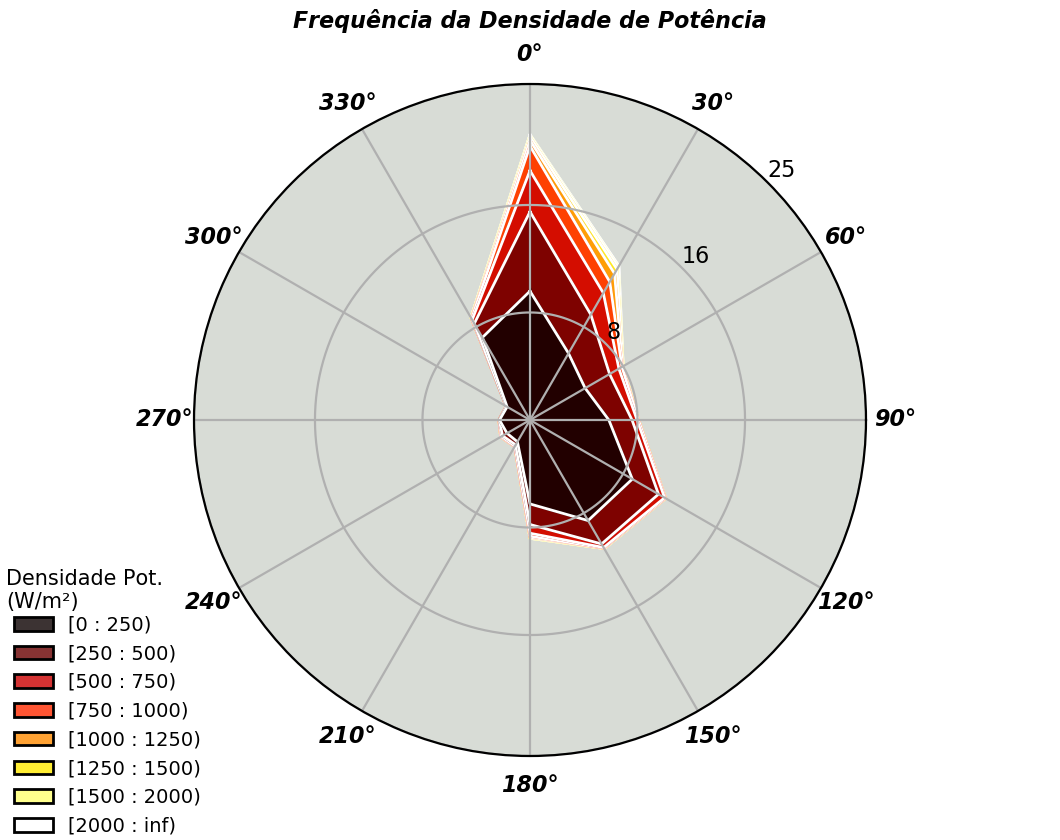 Frequência da Densidade de Potência
0°
330°
30°
25
300°
60°
16
8
270°
90°
240°
120°
210°
150°
180°
Densidade Pot.
(W/m²)
[0 : 250)
[250 : 500)
[500 : 750)
[750 : 1000)
[1000 : 1250)
[1250 : 1500)
[1500 : 2000)
[2000 : inf)